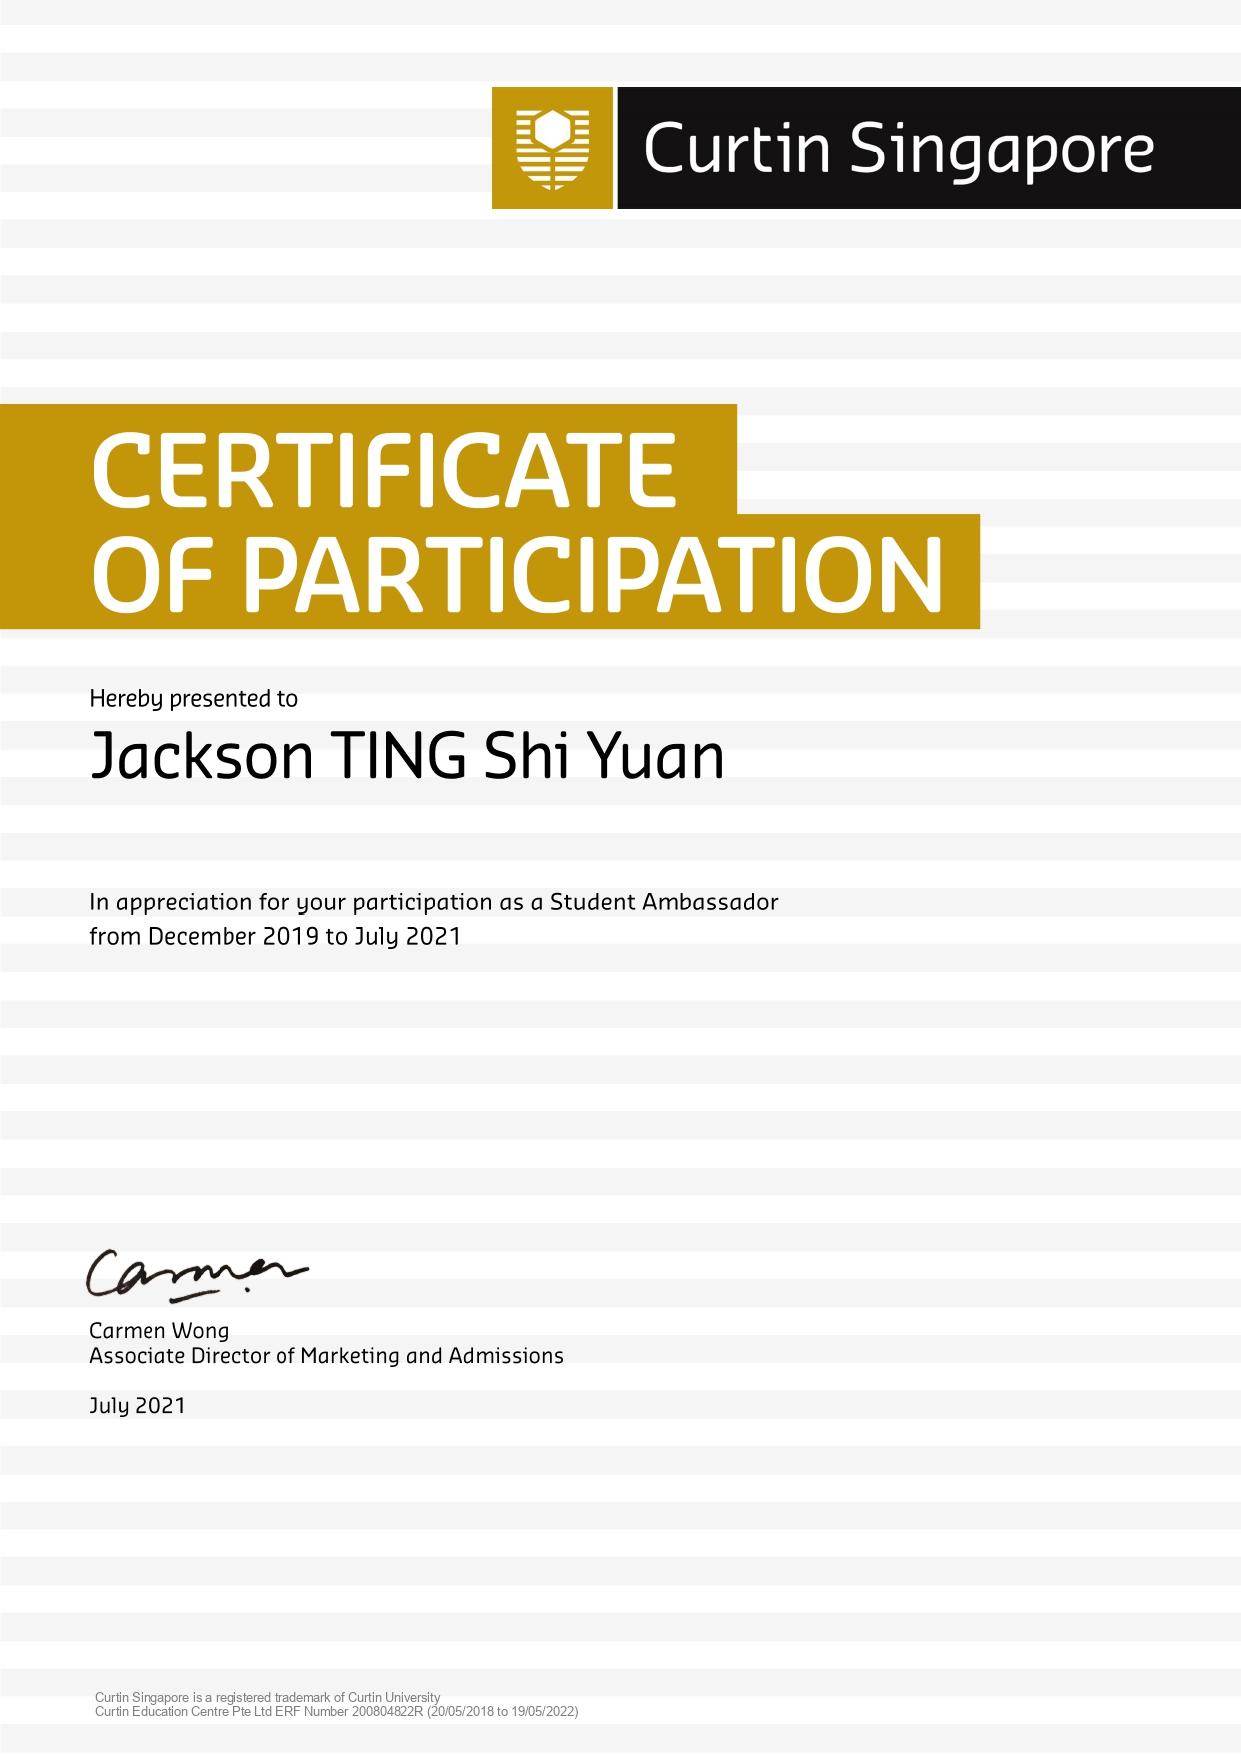 Curtin Singapore
CERTIFICATE
OF PARTICIPATION
Hereby presented to
Jackson TING Shi Yuan
In appreciation for your participation as a Student Ambassador
from December 2019 to July 2021
Carmen
Carmen Wong
Associate Director of Marketing and Admissions
July 2021
Curtin Singapore is a registered trademark of Curtin University
Curtin Education Centre Pte Ltd ERF Number 200804822R (20/05/2018 to 19/05/2022)